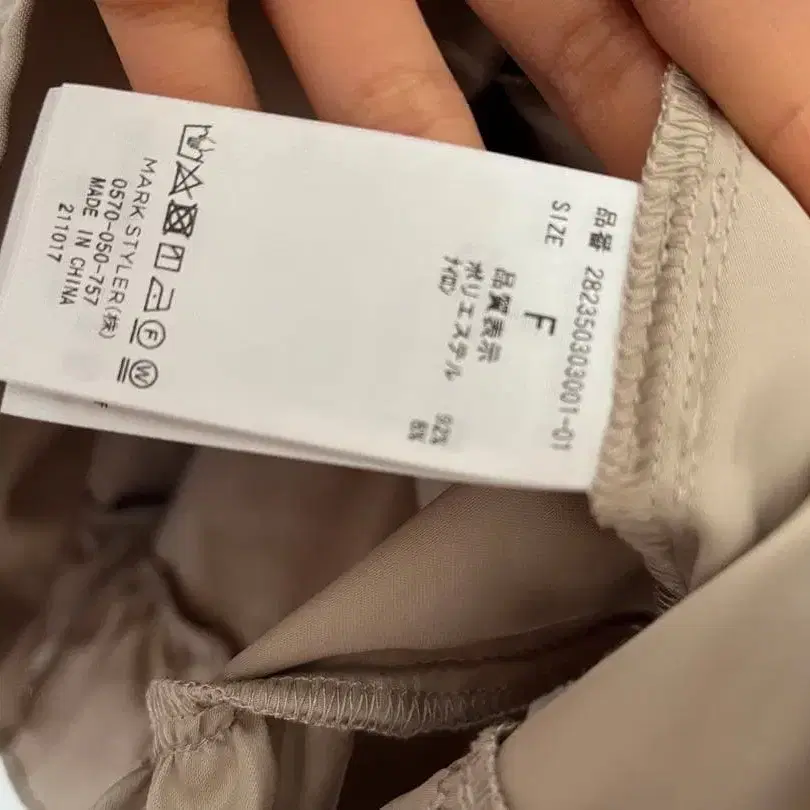 品番 282350303001-01
SIZE
F
品質表示
ポリエステル 92%
ナイロン 8%
F
W
MARK STYLER(株)
0570-050-757
MADE IN CHINA
211017
F